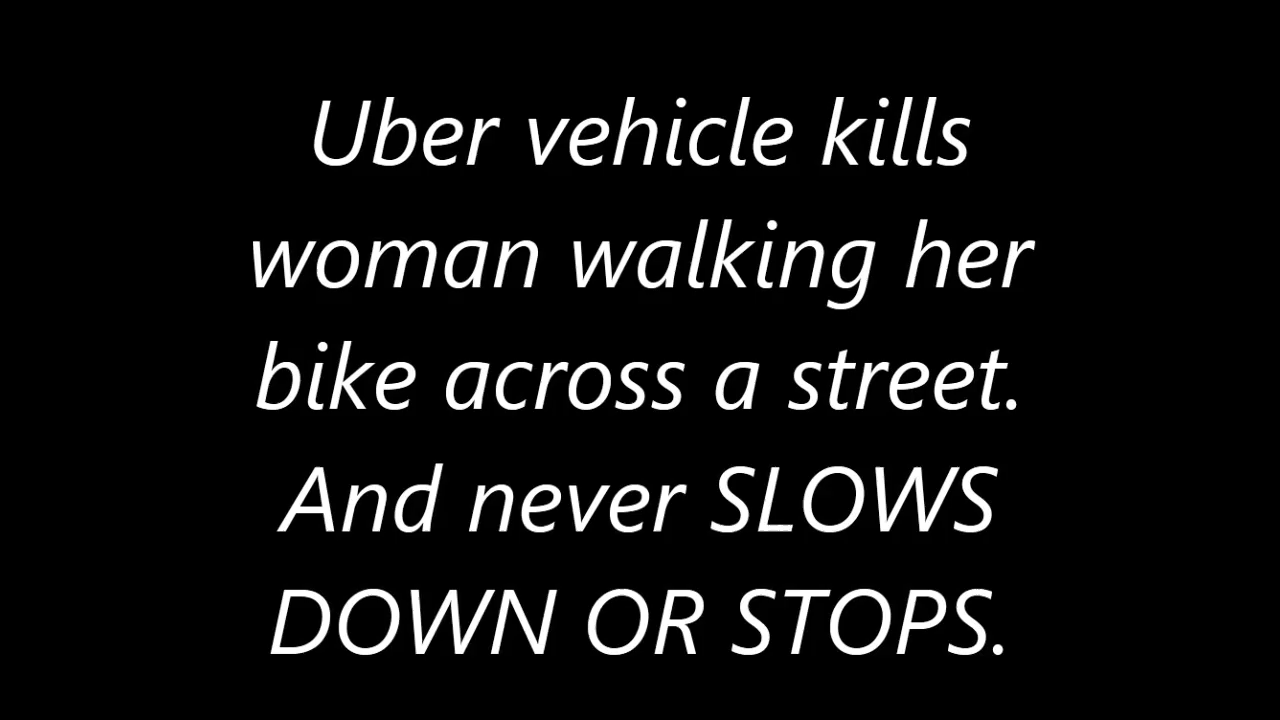 Uber vehicle kills
woman walking her
bike across a street.
And never SLOWS
DOWN OR STOPS.